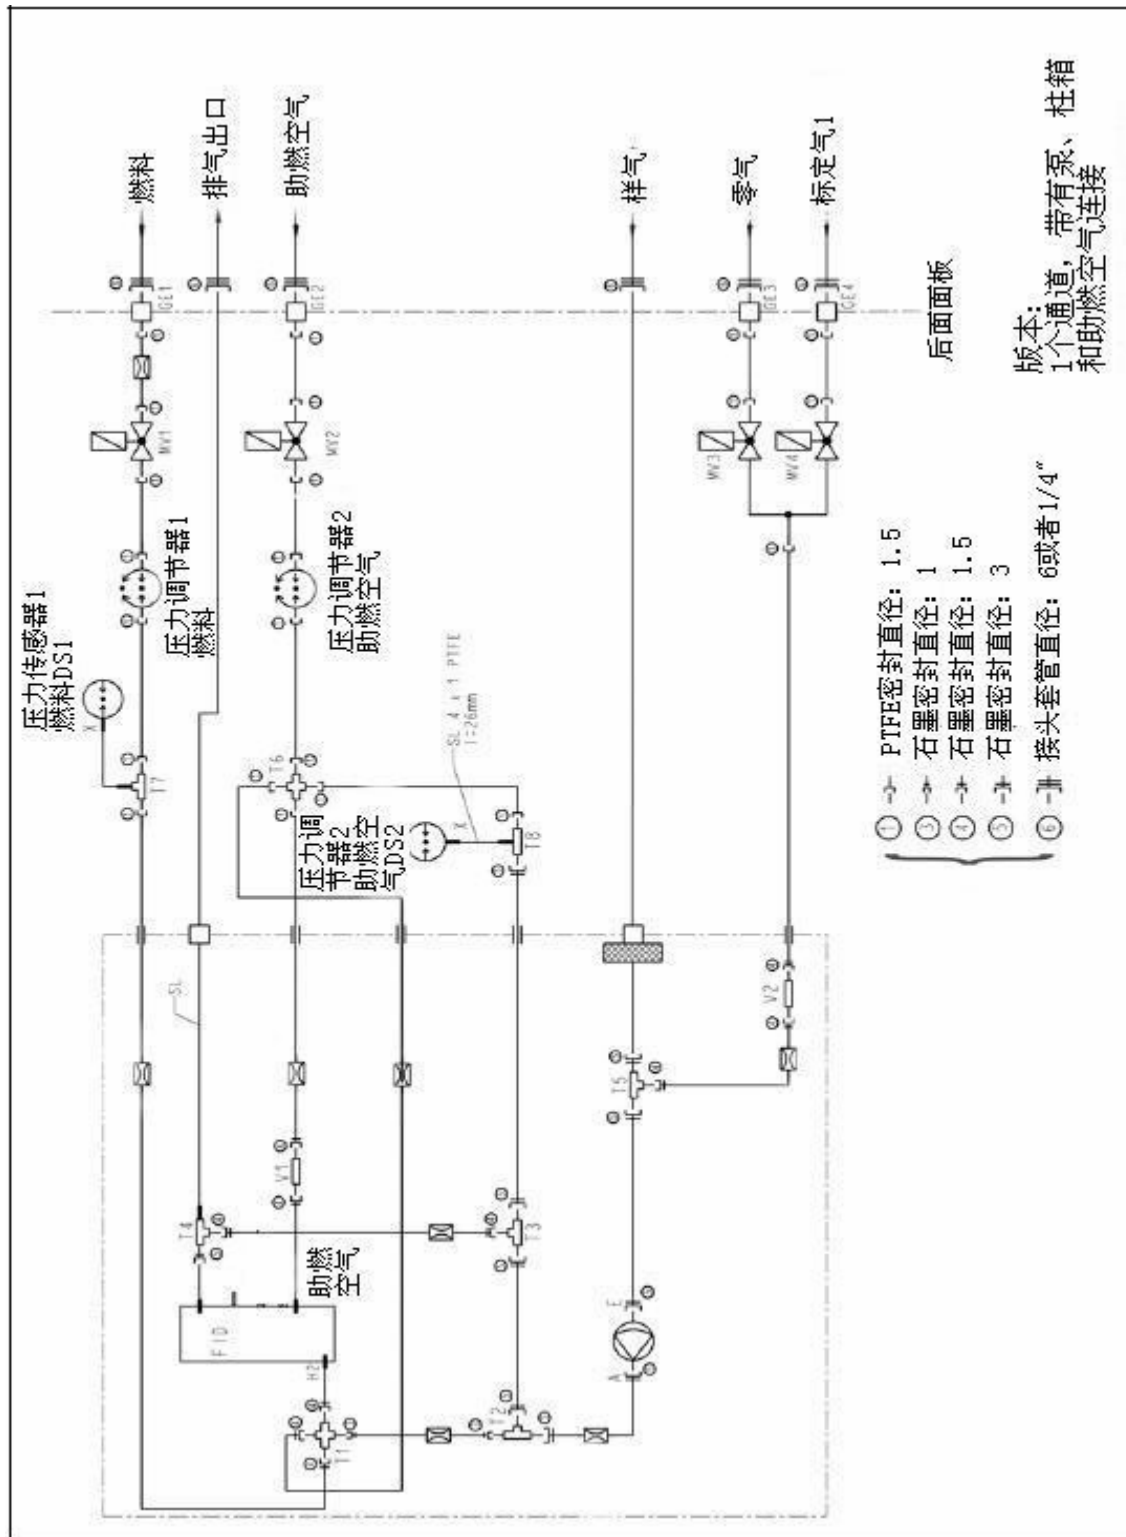 燃料
排气出口
助燃空气
样气
零气
标定气1
GE1
GE2
GE3
GE4
后面面板
版本:
1个通道, 带有泵、柱箱
和助燃空气连接
MV1
MV2
MV3
MV4
压力调节器1
燃料
压力调节器2
助燃空气
压力传感器1
燃料DS1
X
T7
T6
SL 4 x 1 PTFE
l=26mm
压力调
节器2
助燃空
气DS2
X
T8
SL
V2
T5
V1
T4
T3
助燃
空气
FID
H2
E
A
T2
T1
① PTFE密封直径: 1.5
③ 石墨密封直径: 1
④ 石墨密封直径: 1.5
⑤ 石墨密封直径: 3
⑥ 接头套管直径: 6或者1/4"